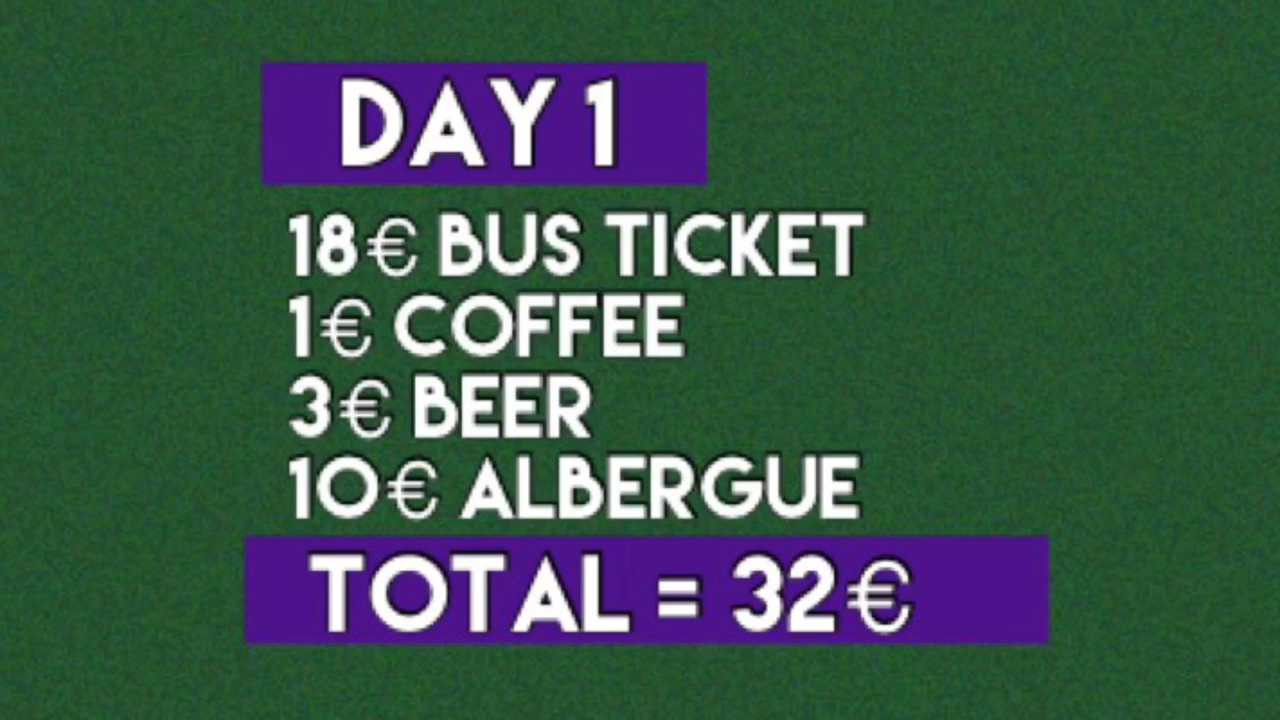 DAY 1
18€ BUS TICKET
1€ COFFEE
3€ BEER
10€ ALBERGUE
TOTAL = 32€